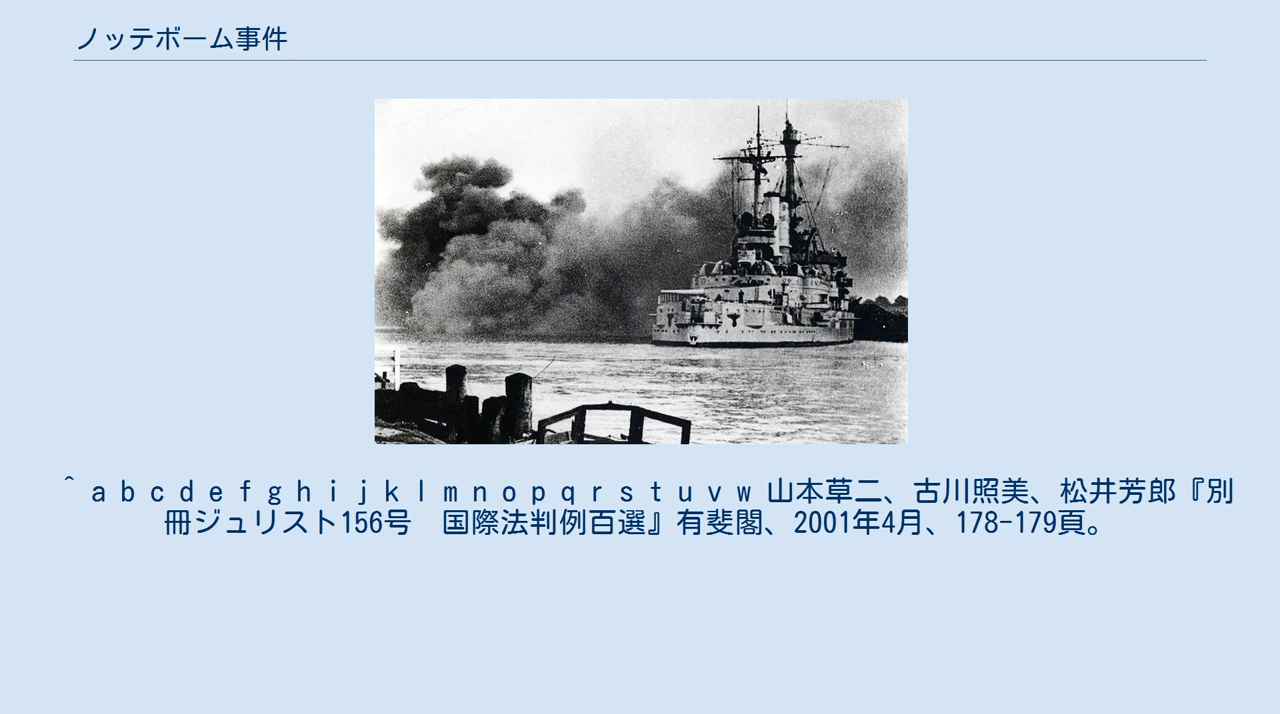 ノッテボーム事件
^ a b c d e f g h i j k l m n o p q r s t u v w 山本草二、古川照美、松井芳郎『別
冊ジュリスト156号　国際法判例百選』有斐閣、2001年4月、178-179頁。